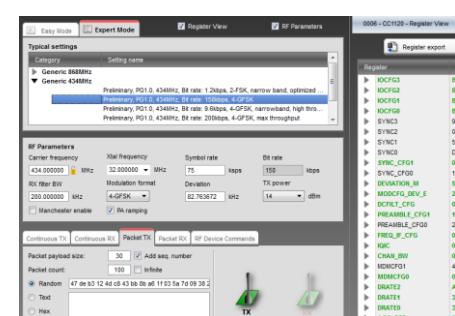 Easy Mode
Expert Mode
Register View
RF Parameters
Typical settings
Category
Setting name
Generic 868MHz
Generic 434MHz
Preliminary, PG1.0, 434MHz, Bit rate: 1.2kbps, 2-FSK, narrow band, optimized ...
Preliminary, PG1.0, 434MHz, Bit rate: 150kbps, 4-GFSK
Preliminary, PG1.0, 434MHz, Bit rate: 9.6kbps, 4-GFSK, narrowband, high thro...
Preliminary, PG1.0, 434MHz, Bit rate: 200kbps, 4-GFSK, max throughput
RF Parameters
Carrier frequency
Xtal frequency
Symbol rate
Bit rate
434.000000 MHz
32.000000 MHz
75 ksps
150 kbps
RX filter BW
Modulation format
Deviation
TX power
200.000000 kHz
4-GFSK
82.763672 kHz
14 dBm
Manchester enable
PA ramping
Continuous TX
Continuous RX
Packet TX
Packet RX
RF Device Commands
Packet payload size:
30
Add seq. number
Packet count:
100
Infinite
Random
47 de b3 12 4d c8 43 bb 8b a6 1f 03 5a 7d 09 38 2
Text
Hex
TX
0006 - CC1120 - Register View
Register export
Register
IOCFG3
IOCFG2
IOCFG1
IOCFG0
SYNC3
SYNC2
SYNC1
SYNC0
SYNC_CFG1
SYNC_CFG0
DEVIATION_M
MODCFG_DEV_E
DCFILT_CFG
PREAMBLE_CFG1
PREAMBLE_CFG0
FREQ_IF_CFG
IQIC
CHAN_BW
MDMCFG1
MDMCFG0
DRATE2
DRATE1
DRATE0